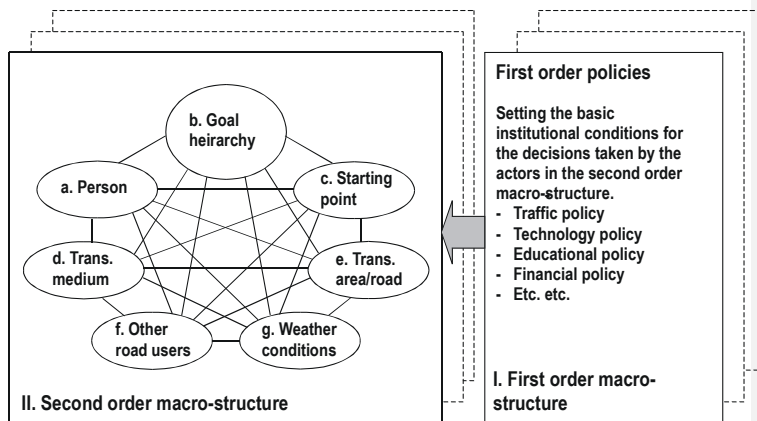 b. Goal
heirarchy
a. Person
c. Starting
point
d. Trans.
medium
e. Trans.
area/road
f. Other
road users
g. Weather
conditions
II. Second order macro-structure
First order policies
Setting the basic
institutional conditions for
the decisions taken by the
actors in the second order
macro-structure.
- Traffic policy
- Technology policy
- Educational policy
- Financial policy
- Etc. etc.
I. First order macro-
structure